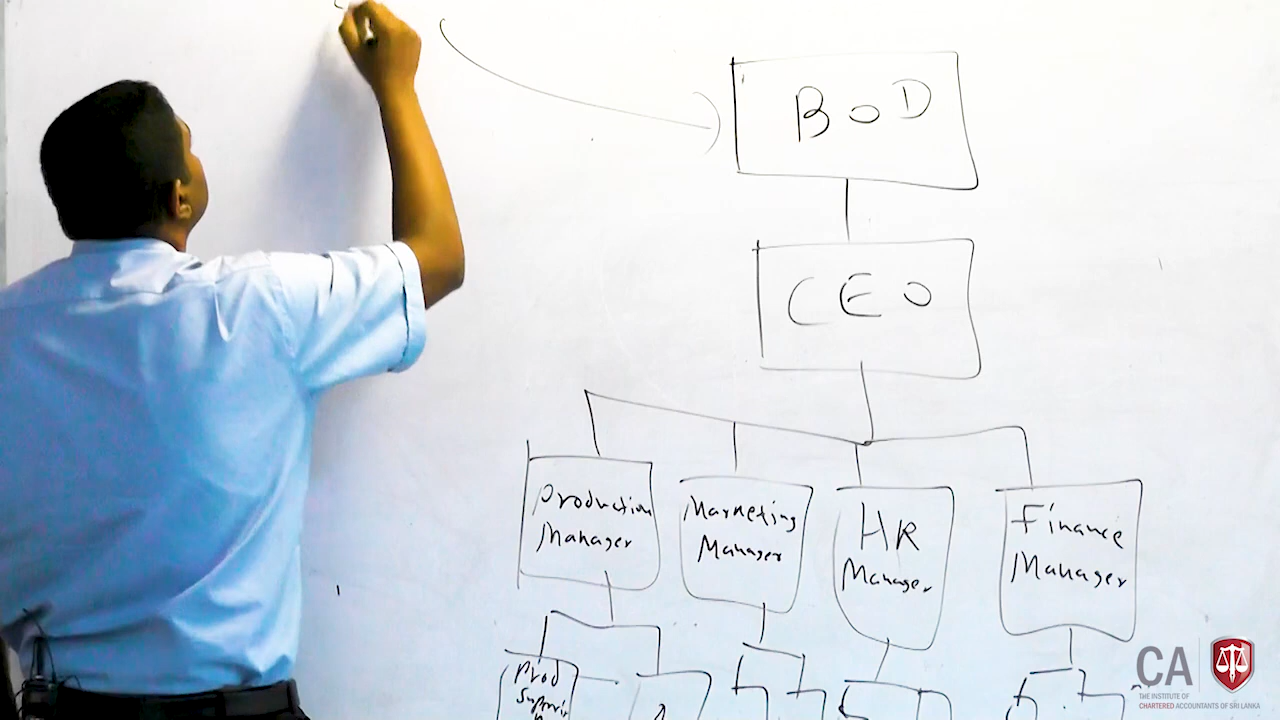 BOD
CEO
Production
Manager
Marketing
Manager
HR
Manager
Finance
Manager
Prod
CA
THE INSTITUTE OF
CHARTERED ACCOUNTANTS OF SRI LANKA